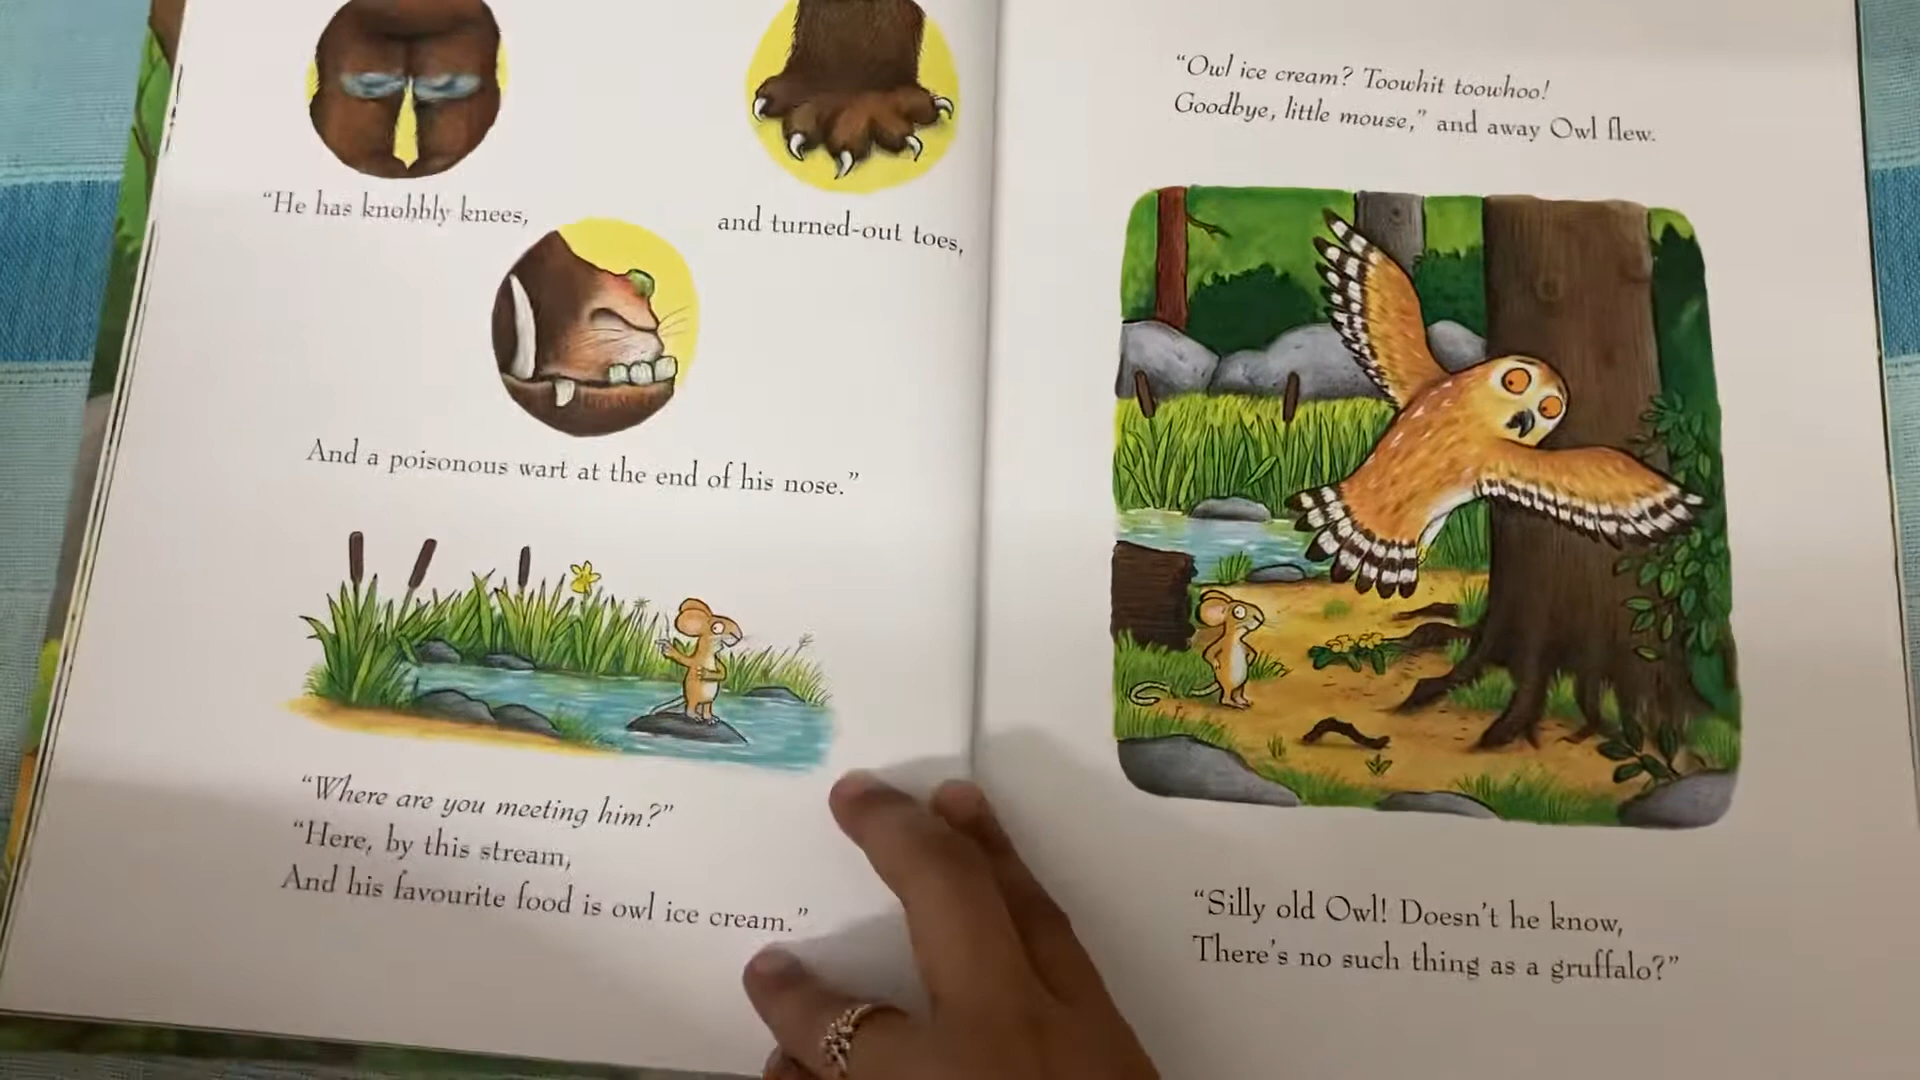 “He has knobbly knees,
and turned-out toes,
And a poisonous wart at the end of his nose.”
“Where are you meeting him?”
“Here, by this stream,
And his favourite food is owl ice cream.”
“Owl ice cream? Toowhit toowhoo!
Goodbye, little mouse,” and away Owl flew.
“Silly old Owl! Doesn’t he know,
There’s no such thing as a gruffalo?”